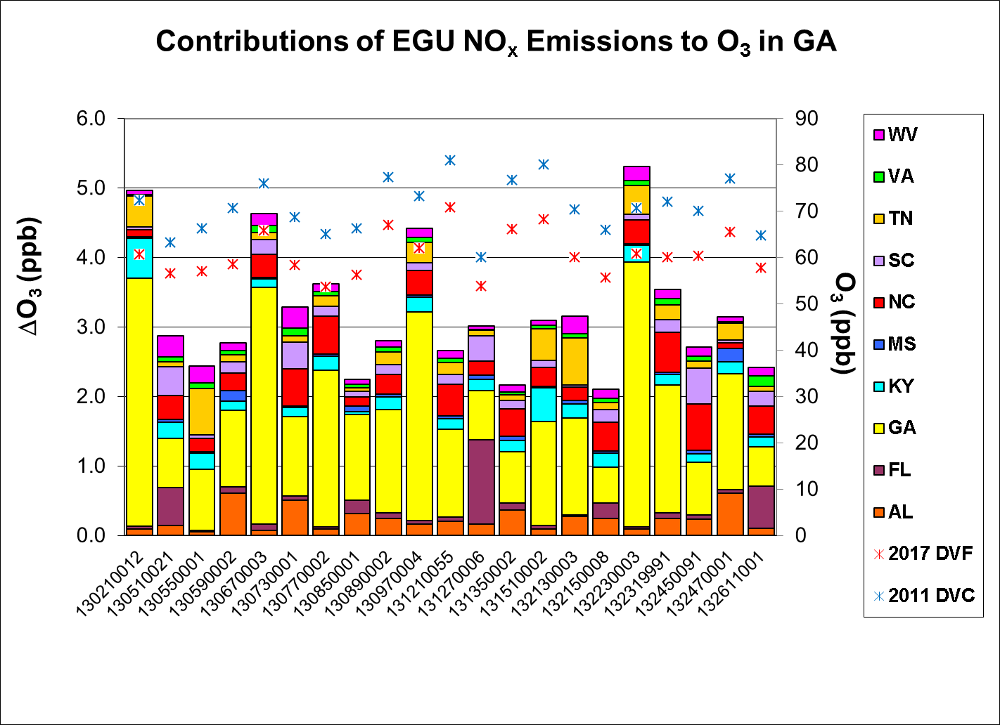 Contributions of EGU NOx Emissions to O3 in GA
ΔO3 (ppb)
6.0
5.0
4.0
3.0
2.0
1.0
0.0
90
80
70
60
50
40
30
20
10
0
O3 (ppb)
130210012
130510021
130550001
130590002
130670003
130730001
130770002
130850001
130890002
130970004
131210055
131270006
131350002
131510002
132130003
132150008
132230003
132319991
132450091
132470001
132611001
WV
VA
TN
SC
NC
MS
KY
GA
FL
AL
2017 DVF
2011 DVC